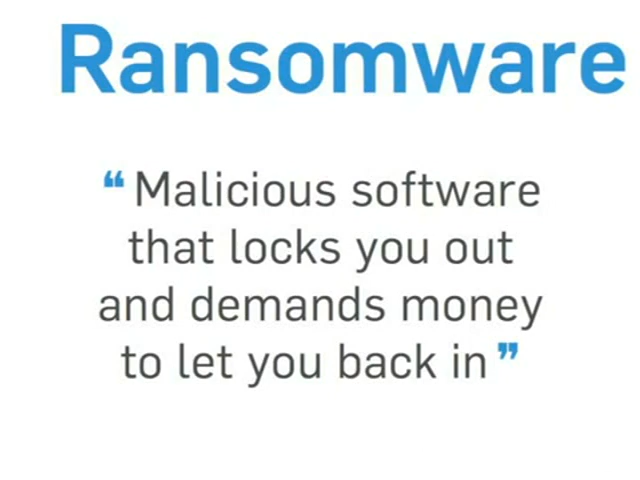 Ransomware
❝ Malicious software
that locks you out
and demands money
to let you back in ❞